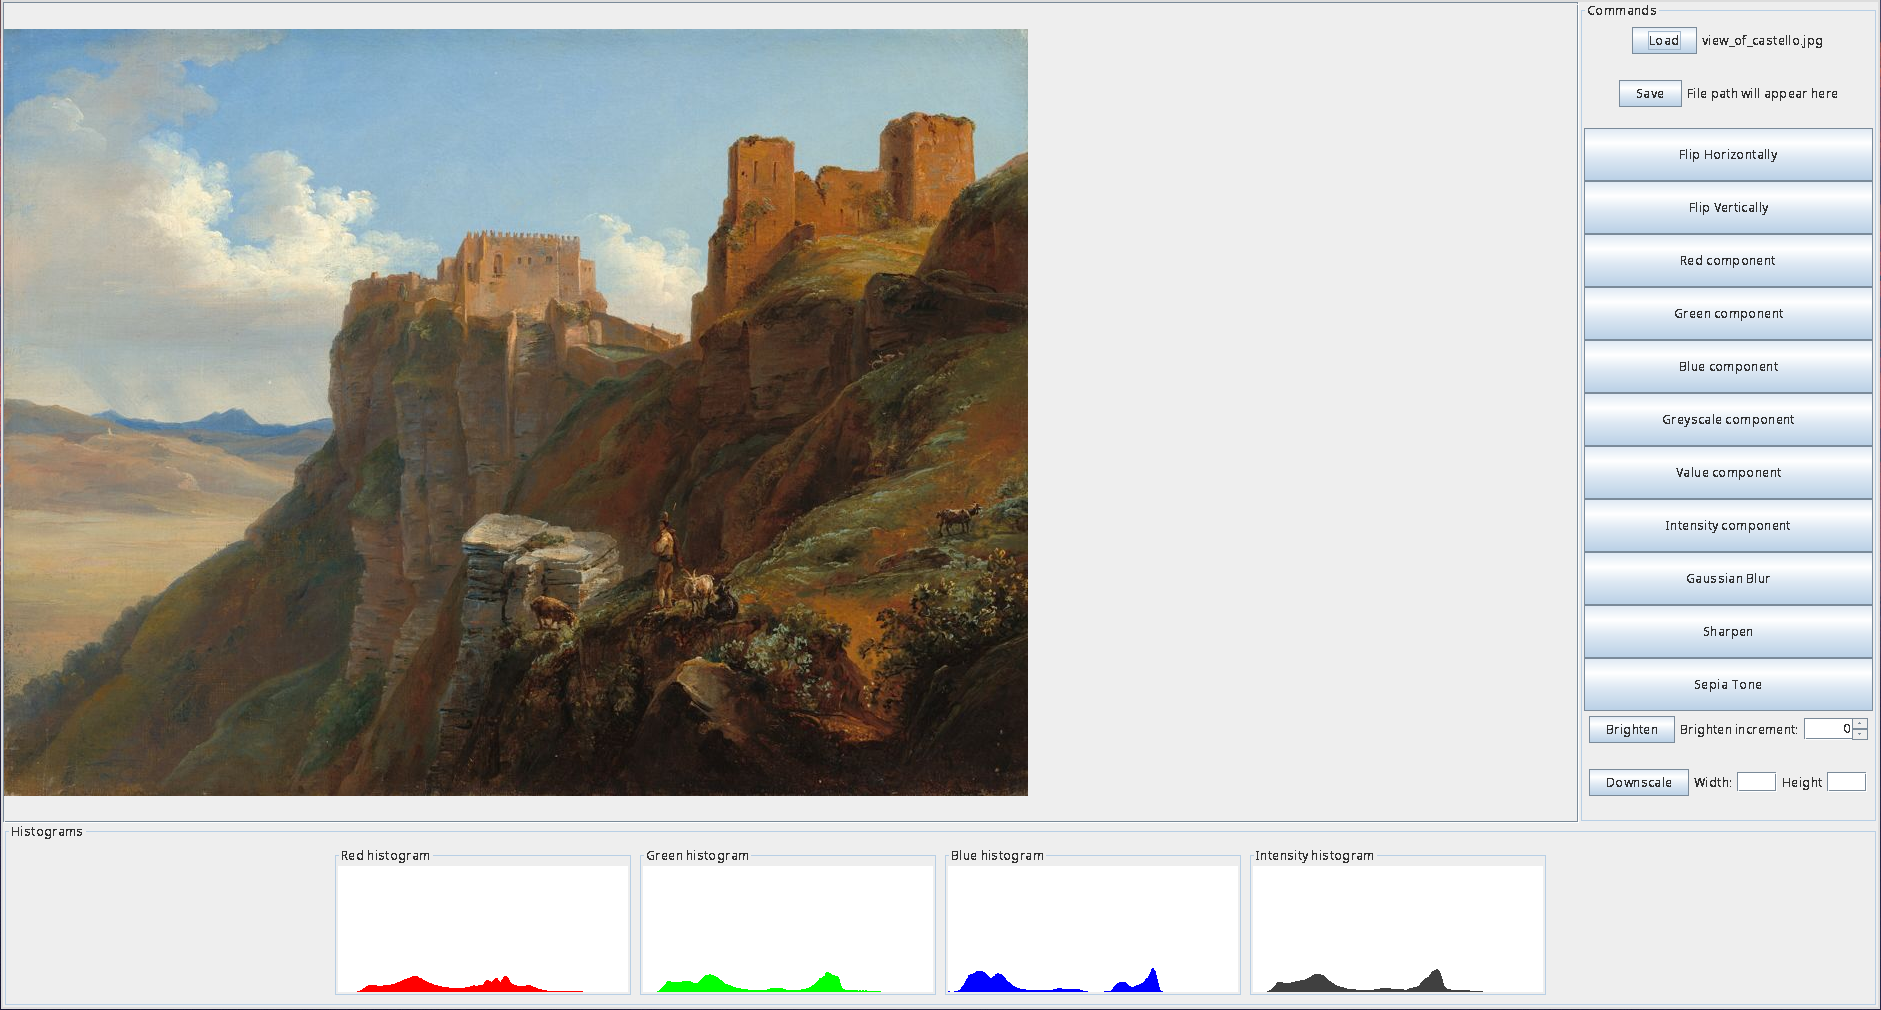 Commands
Load view_of_castello.jpg
Save File path will appear here
Flip Horizontally
Flip Vertically
Red component
Green component
Blue component
Greyscale component
Value component
Intensity component
Gaussian Blur
Sharpen
Sepia Tone
Brighten Brighten increment: 0
Downscale Width: Height
Histograms
Red histogram
Green histogram
Blue histogram
Intensity histogram